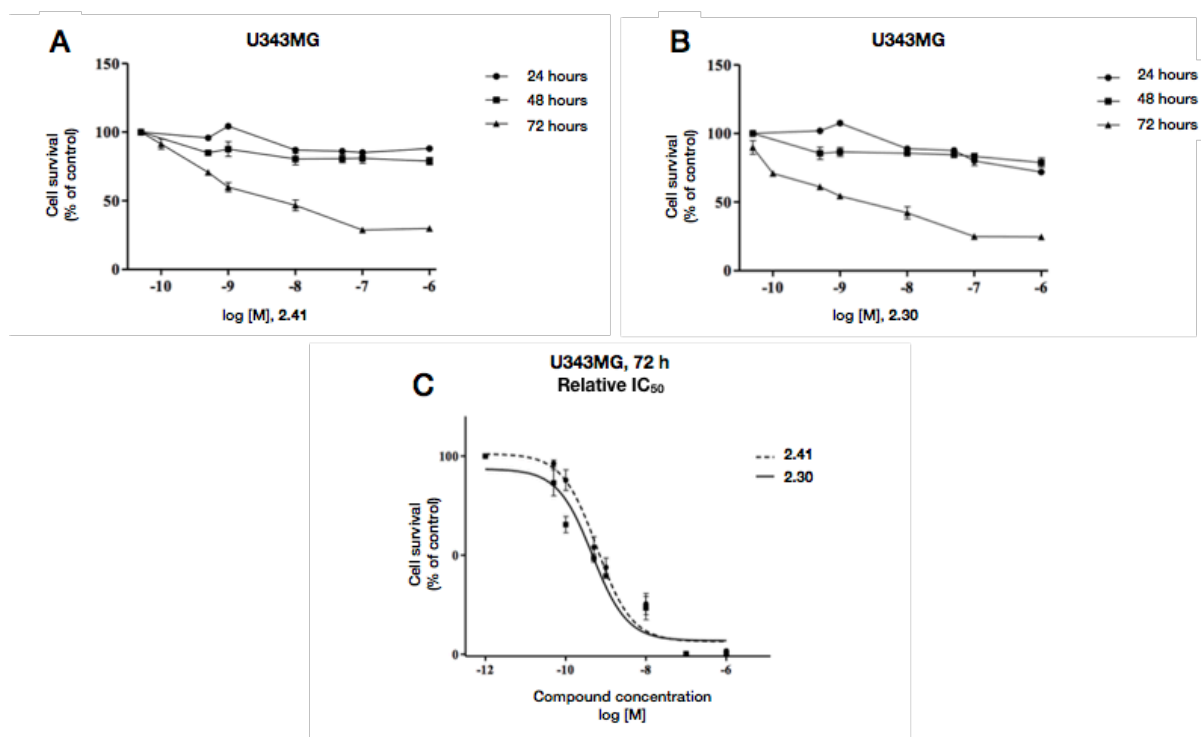 A
U343MG
150
100
50
0
Cell survival
(% of control)
-10 -9 -8 -7 -6
log [M], 2.41
24 hours
48 hours
72 hours
B
U343MG
150
100
50
0
Cell survival
(% of control)
-10 -9 -8 -7 -6
log [M], 2.30
24 hours
48 hours
72 hours
C
U343MG, 72 h
Relative IC50
100
0
0
Cell survival
(% of control)
-12 -10 -8 -6
Compound concentration
log [M]
2.41
2.30